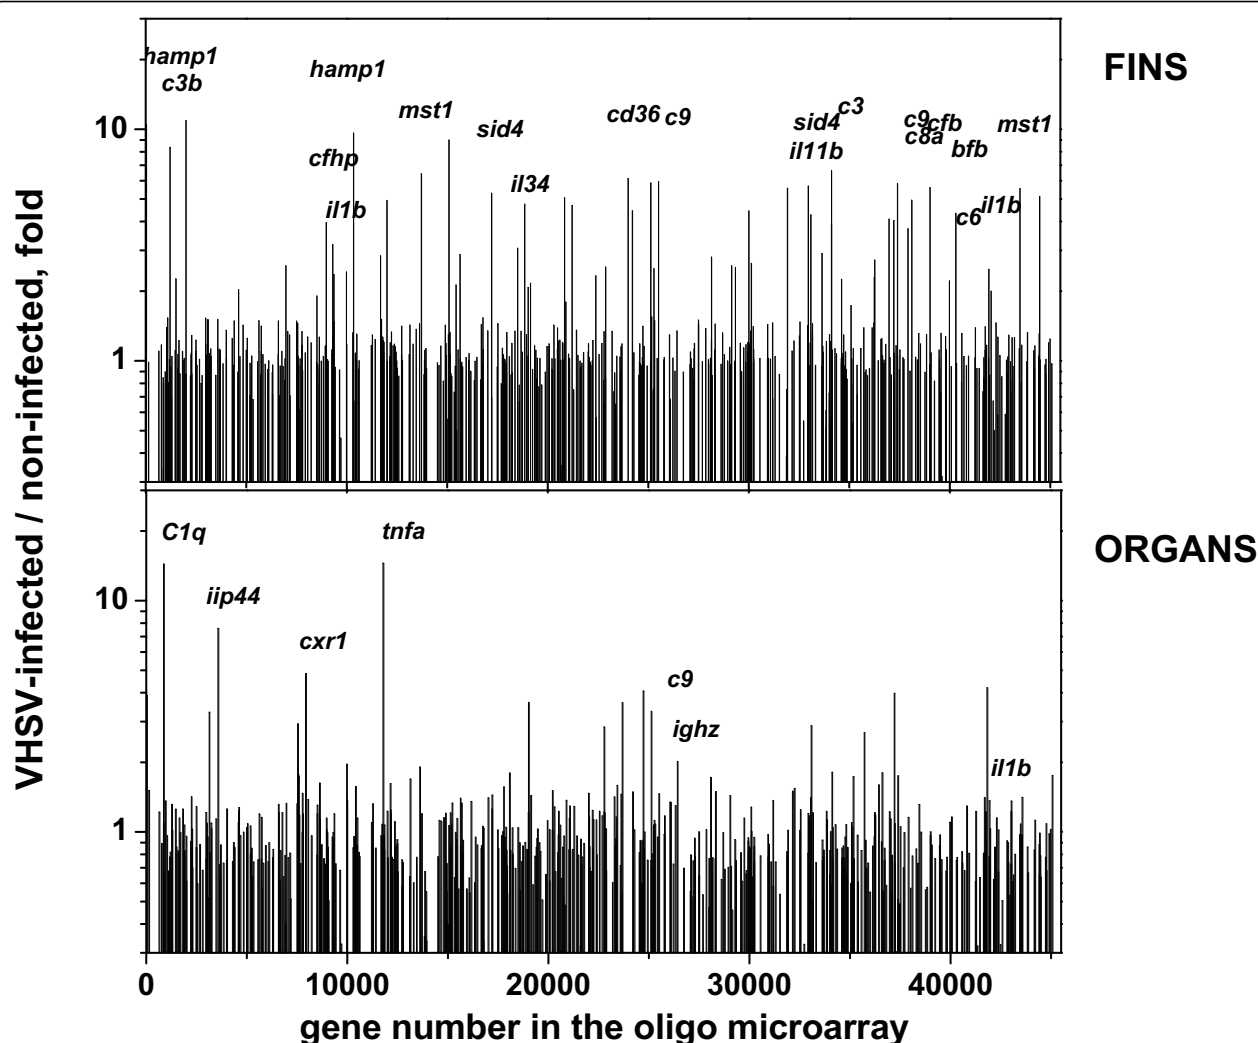 hamp1
hamp1
FINS
c3b
mst1
cd36
c9
c3
sid4
sid4
c9
cfb
mst1
10
c8a
cfhp
il11b
bfb
il34
il1b
c6
il1b
1
VHSV-infected / non-infected, fold
C1q
tnfa
ORGANS
iip44
10
cxr1
c9
ighz
il1b
1
0
10000
20000
30000
40000
gene number in the oligo microarray